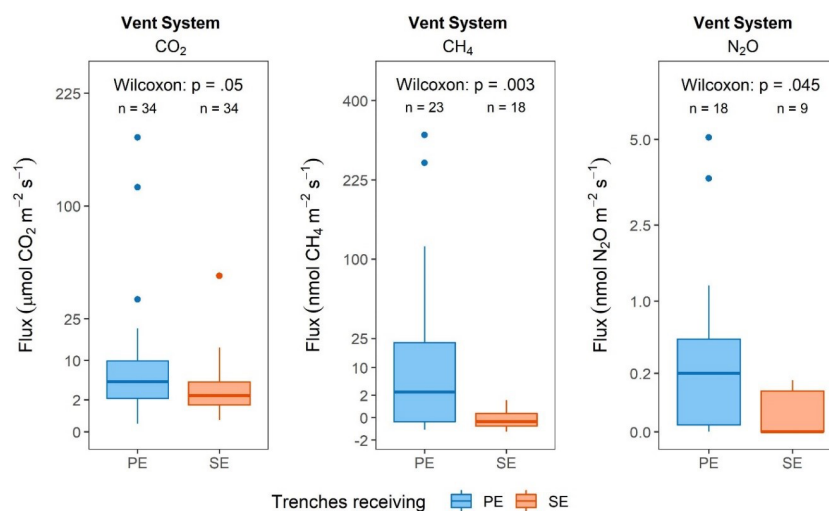 Vent System
CO₂
Wilcoxon: p = .05
n = 34 n = 34
225
100
25
10
2
0
Flux (μmol CO₂ m⁻² s⁻¹)
PE SE
Vent System
CH₄
Wilcoxon: p = .003
n = 23 n = 18
400
225
100
25
10
2
0
-2
Flux (nmol CH₄ m⁻² s⁻¹)
PE SE
Vent System
N₂O
Wilcoxon: p = .045
n = 18 n = 9
5.0
2.5
1.0
0.2
0.0
Flux (nmol N₂O m⁻² s⁻¹)
PE SE
Trenches receiving PE SE